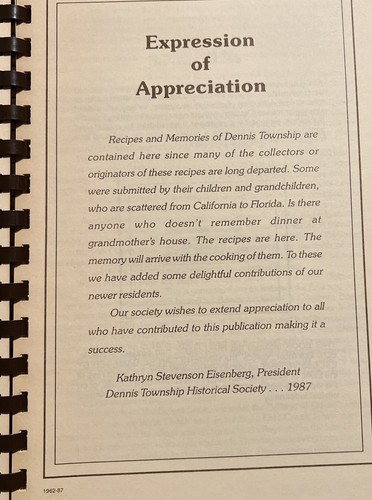 Expression
of
Appreciation
Recipes and Memories of Dennis Township are
contained here since many of the collectors or
originators of these recipes are long departed. Some
were submitted by their children and grandchildren,
who are scattered from California to Florida. Is there
anyone who doesn't remember dinner at
grandmother's house. The recipes are here. The
memory will arrive with the cooking of them. To these
we have added some delightful contributions of our
newer residents.
Our society wishes to extend appreciation to all
who have contributed to this publication making it a
success.
Kathryn Stevenson Eisenberg, President
Dennis Township Historical Society . . . 1987
1962-87